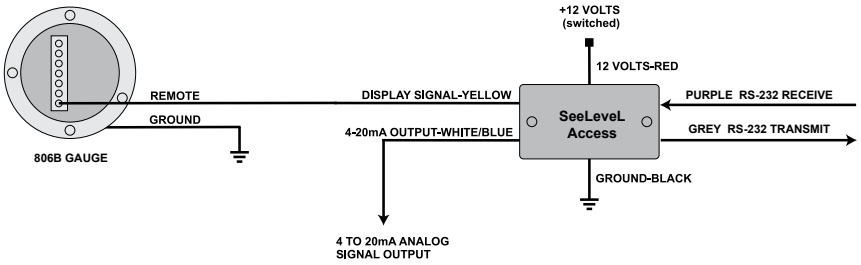 +12 VOLTS
(switched)
12 VOLTS-RED
REMOTE
DISPLAY SIGNAL-YELLOW
SeeLeveL
Access
PURPLE RS-232 RECEIVE
GROUND
4-20mA OUTPUT-WHITE/BLUE
GREY RS-232 TRANSMIT
806B GAUGE
GROUND-BLACK
4 TO 20mA ANALOG
SIGNAL OUTPUT